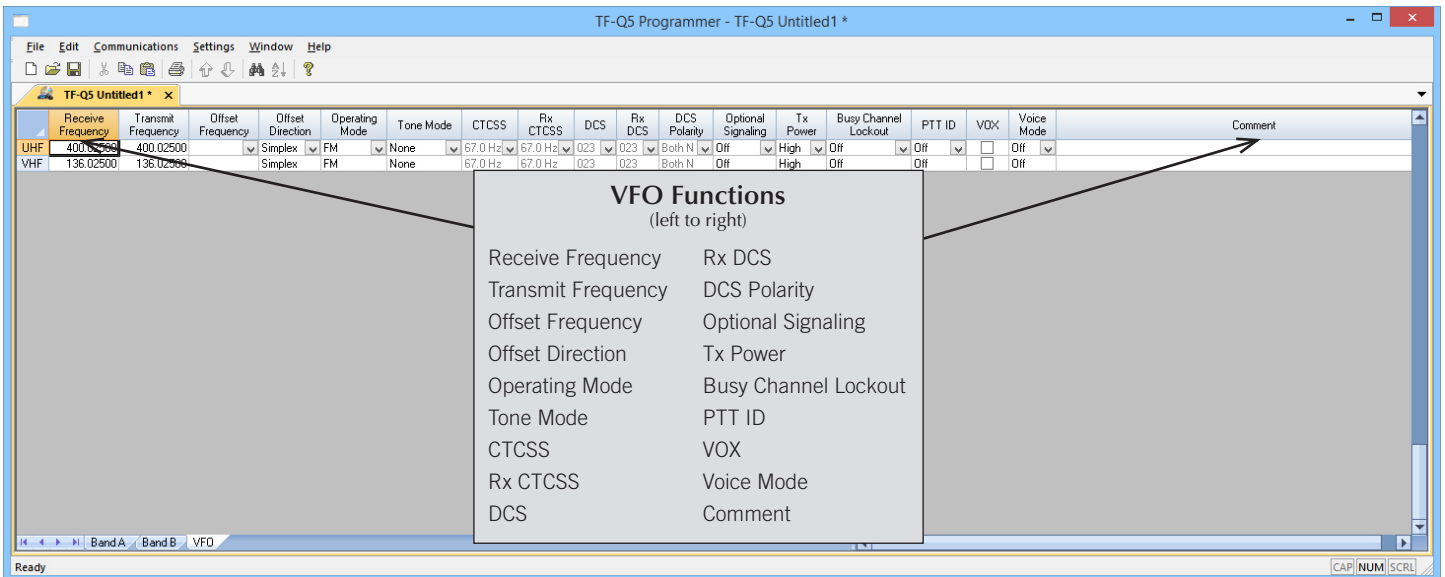 TF-Q5 Programmer - TF-Q5 Untitled1 *
File Edit Communications Settings Window Help
TF-Q5 Untitled1 * x
Receive Frequency Transmit Frequency Offset Frequency Offset Direction Operating Mode Tone Mode CTCSS Rx CTCSS DCS Rx DCS DCS Polarity Optional Signaling Tx Power Busy Channel Lockout PTT ID VOX Voice Mode Comment
UHF 400.02500 400.02500 Simplex FM None 67.0 Hz 67.0 Hz 023 023 Both N Off High Off Off Off
VHF 136.02500 136.02500 Simplex FM None 67.0 Hz 67.0 Hz 023 023 Both N Off High Off Off Off
VFO Functions
(left to right)
Receive Frequency
Transmit Frequency
Offset Frequency
Offset Direction
Operating Mode
Tone Mode
CTCSS
Rx CTCSS
DCS
Rx DCS
DCS Polarity
Optional Signaling
Tx Power
Busy Channel Lockout
PTT ID
VOX
Voice Mode
Comment
Band A Band B VFO
Ready CAP NUM SCRL